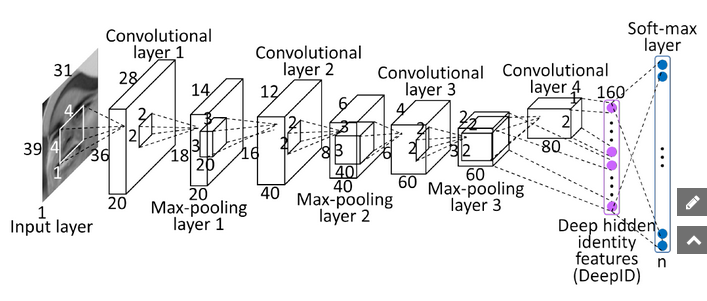 Soft-max
layer
Convolutional
layer 1
Convolutional
layer 2
Convolutional
layer 3
Convolutional
layer 4
31
39
4
4
1
1
Input layer
28
36
2
2
20
14
18
3
3
20
20
Max-pooling
layer 1
12
16
2
2
40
6
8
3
3
40
40
Max-pooling
layer 2
4
6
2
2
60
2
3
2
2
60
Max-pooling
layer 3
1
2
80
160
Deep hidden
identity
features
(DeepID)
n